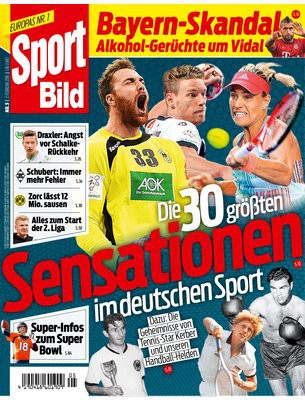 EUROPAS NR. 1
Sport
Bild
Bayern-Skandal
Alkohol-Gerüchte um Vidal
Draxler: Angst
vor Schalke-
Rückkehr
Schubert: Immer
mehr Fehler
Zorc lässt 12
Mio. sausen
Alles zum Start
der 2. Liga
33
AOK
Die 30 größten
Sensationen
im deutschen Sport
Dazu: Die
Geheimnisse von
Tennis-Star Kerber
und unseren
Handball-Helden
Super-Infos
zum Super
Bowl
18